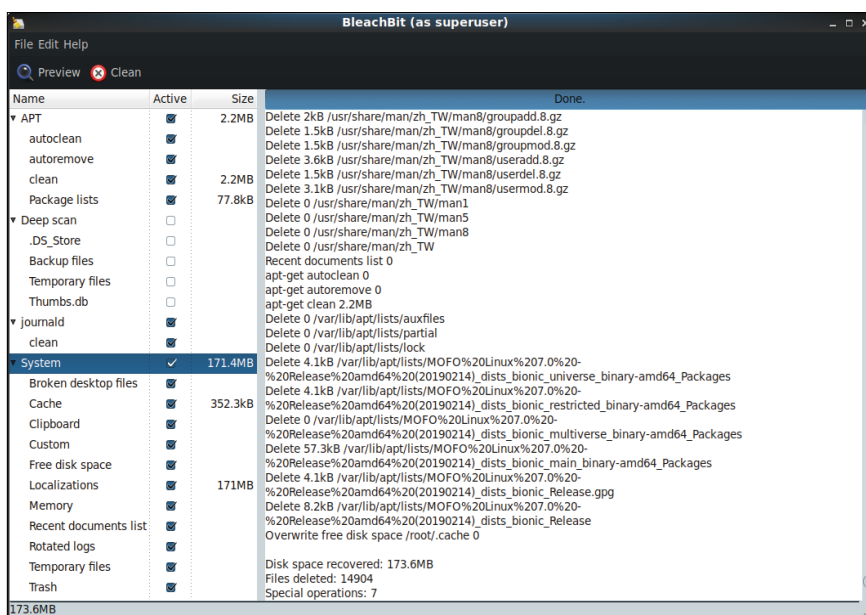 BleachBit (as superuser)
File Edit Help
Preview Clean
Name Active Size
APT 2.2MB
autoclean
autoremove
clean 2.2MB
Package lists 77.8kB
Deep scan
.DS_Store
Backup files
Temporary files
Thumbs.db
journald
clean
System 171.4MB
Broken desktop files
Cache 352.3kB
Clipboard
Custom
Free disk space
Localizations 171MB
Memory
Recent documents list
Rotated logs
Temporary files
Trash
173.6MB
Done.
Delete 2kB /usr/share/man/zh_TW/man8/groupadd.8.gz
Delete 1.5kB /usr/share/man/zh_TW/man8/groupdel.8.gz
Delete 1.5kB /usr/share/man/zh_TW/man8/groupmod.8.gz
Delete 3.6kB /usr/share/man/zh_TW/man8/useradd.8.gz
Delete 1.5kB /usr/share/man/zh_TW/man8/userdel.8.gz
Delete 3.1kB /usr/share/man/zh_TW/man8/usermod.8.gz
Delete 0 /usr/share/man/zh_TW/man1
Delete 0 /usr/share/man/zh_TW/man5
Delete 0 /usr/share/man/zh_TW/man8
Delete 0 /usr/share/man/zh_TW
Recent documents list 0
apt-get autoclean 0
apt-get autoremove 0
apt-get clean 2.2MB
Delete 0 /var/lib/apt/lists/auxfiles
Delete 0 /var/lib/apt/lists/partial
Delete 0 /var/lib/apt/lists/lock
Delete 4.1kB /var/lib/apt/lists/MOFO%20Linux%207.0%20-
%20Release%20amd64%20(20190214)_dists_bionic_universe_binary-amd64_Packages
Delete 4.1kB /var/lib/apt/lists/MOFO%20Linux%207.0%20-
%20Release%20amd64%20(20190214)_dists_bionic_restricted_binary-amd64_Packages
Delete 0 /var/lib/apt/lists/MOFO%20Linux%207.0%20-
%20Release%20amd64%20(20190214)_dists_bionic_multiverse_binary-amd64_Packages
Delete 57.3kB /var/lib/apt/lists/MOFO%20Linux%207.0%20-
%20Release%20amd64%20(20190214)_dists_bionic_main_binary-amd64_Packages
Delete 4.1kB /var/lib/apt/lists/MOFO%20Linux%207.0%20-
%20Release%20amd64%20(20190214)_dists_bionic_Release.gpg
Delete 8.2kB /var/lib/apt/lists/MOFO%20Linux%207.0%20-
%20Release%20amd64%20(20190214)_dists_bionic_Release
Overwrite free disk space /root/.cache 0
Disk space recovered: 173.6MB
Files deleted: 14904
Special operations: 7